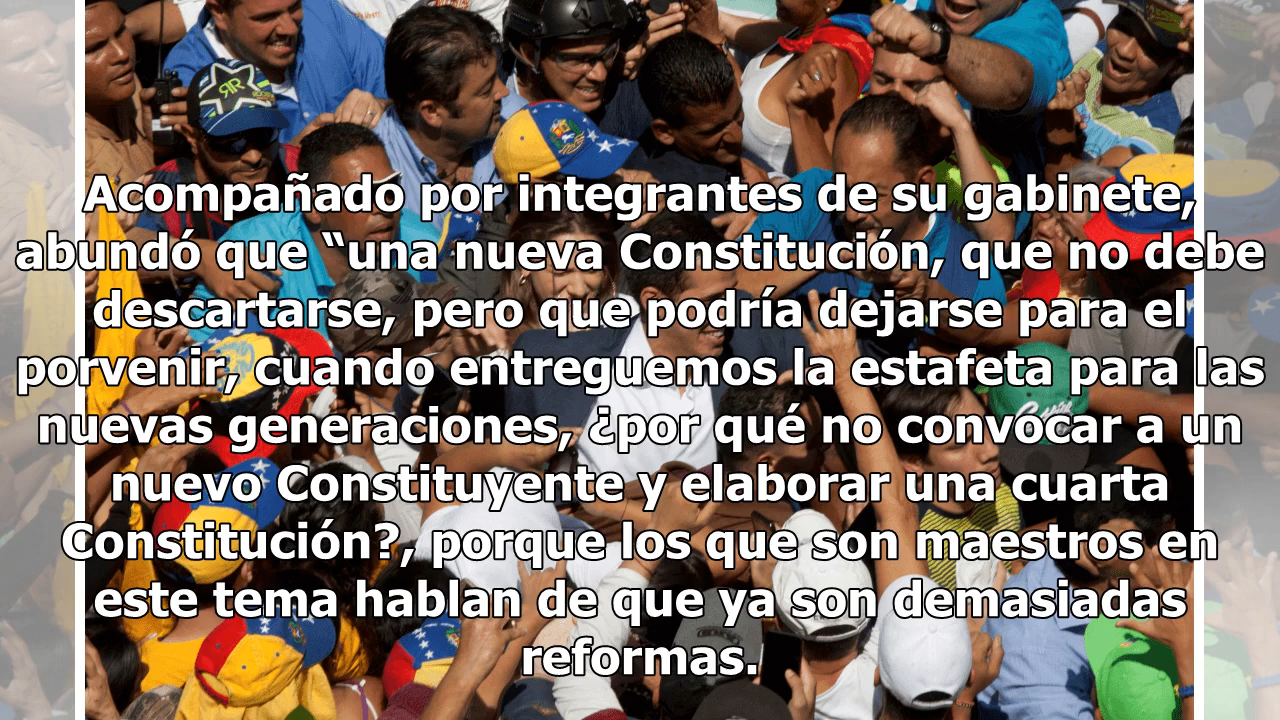 Acompañado por integrantes de su gabinete,
abundó que “una nueva Constitución, que no debe
descartarse, pero que podría dejarse para el
porvenir, cuando entreguemos la estafeta para las
nuevas generaciones, ¿por qué no convocar a un
nuevo Constituyente y elaborar una cuarta
Constitución?, porque los que son maestros en
este tema hablan de que ya son demasiadas
reformas.